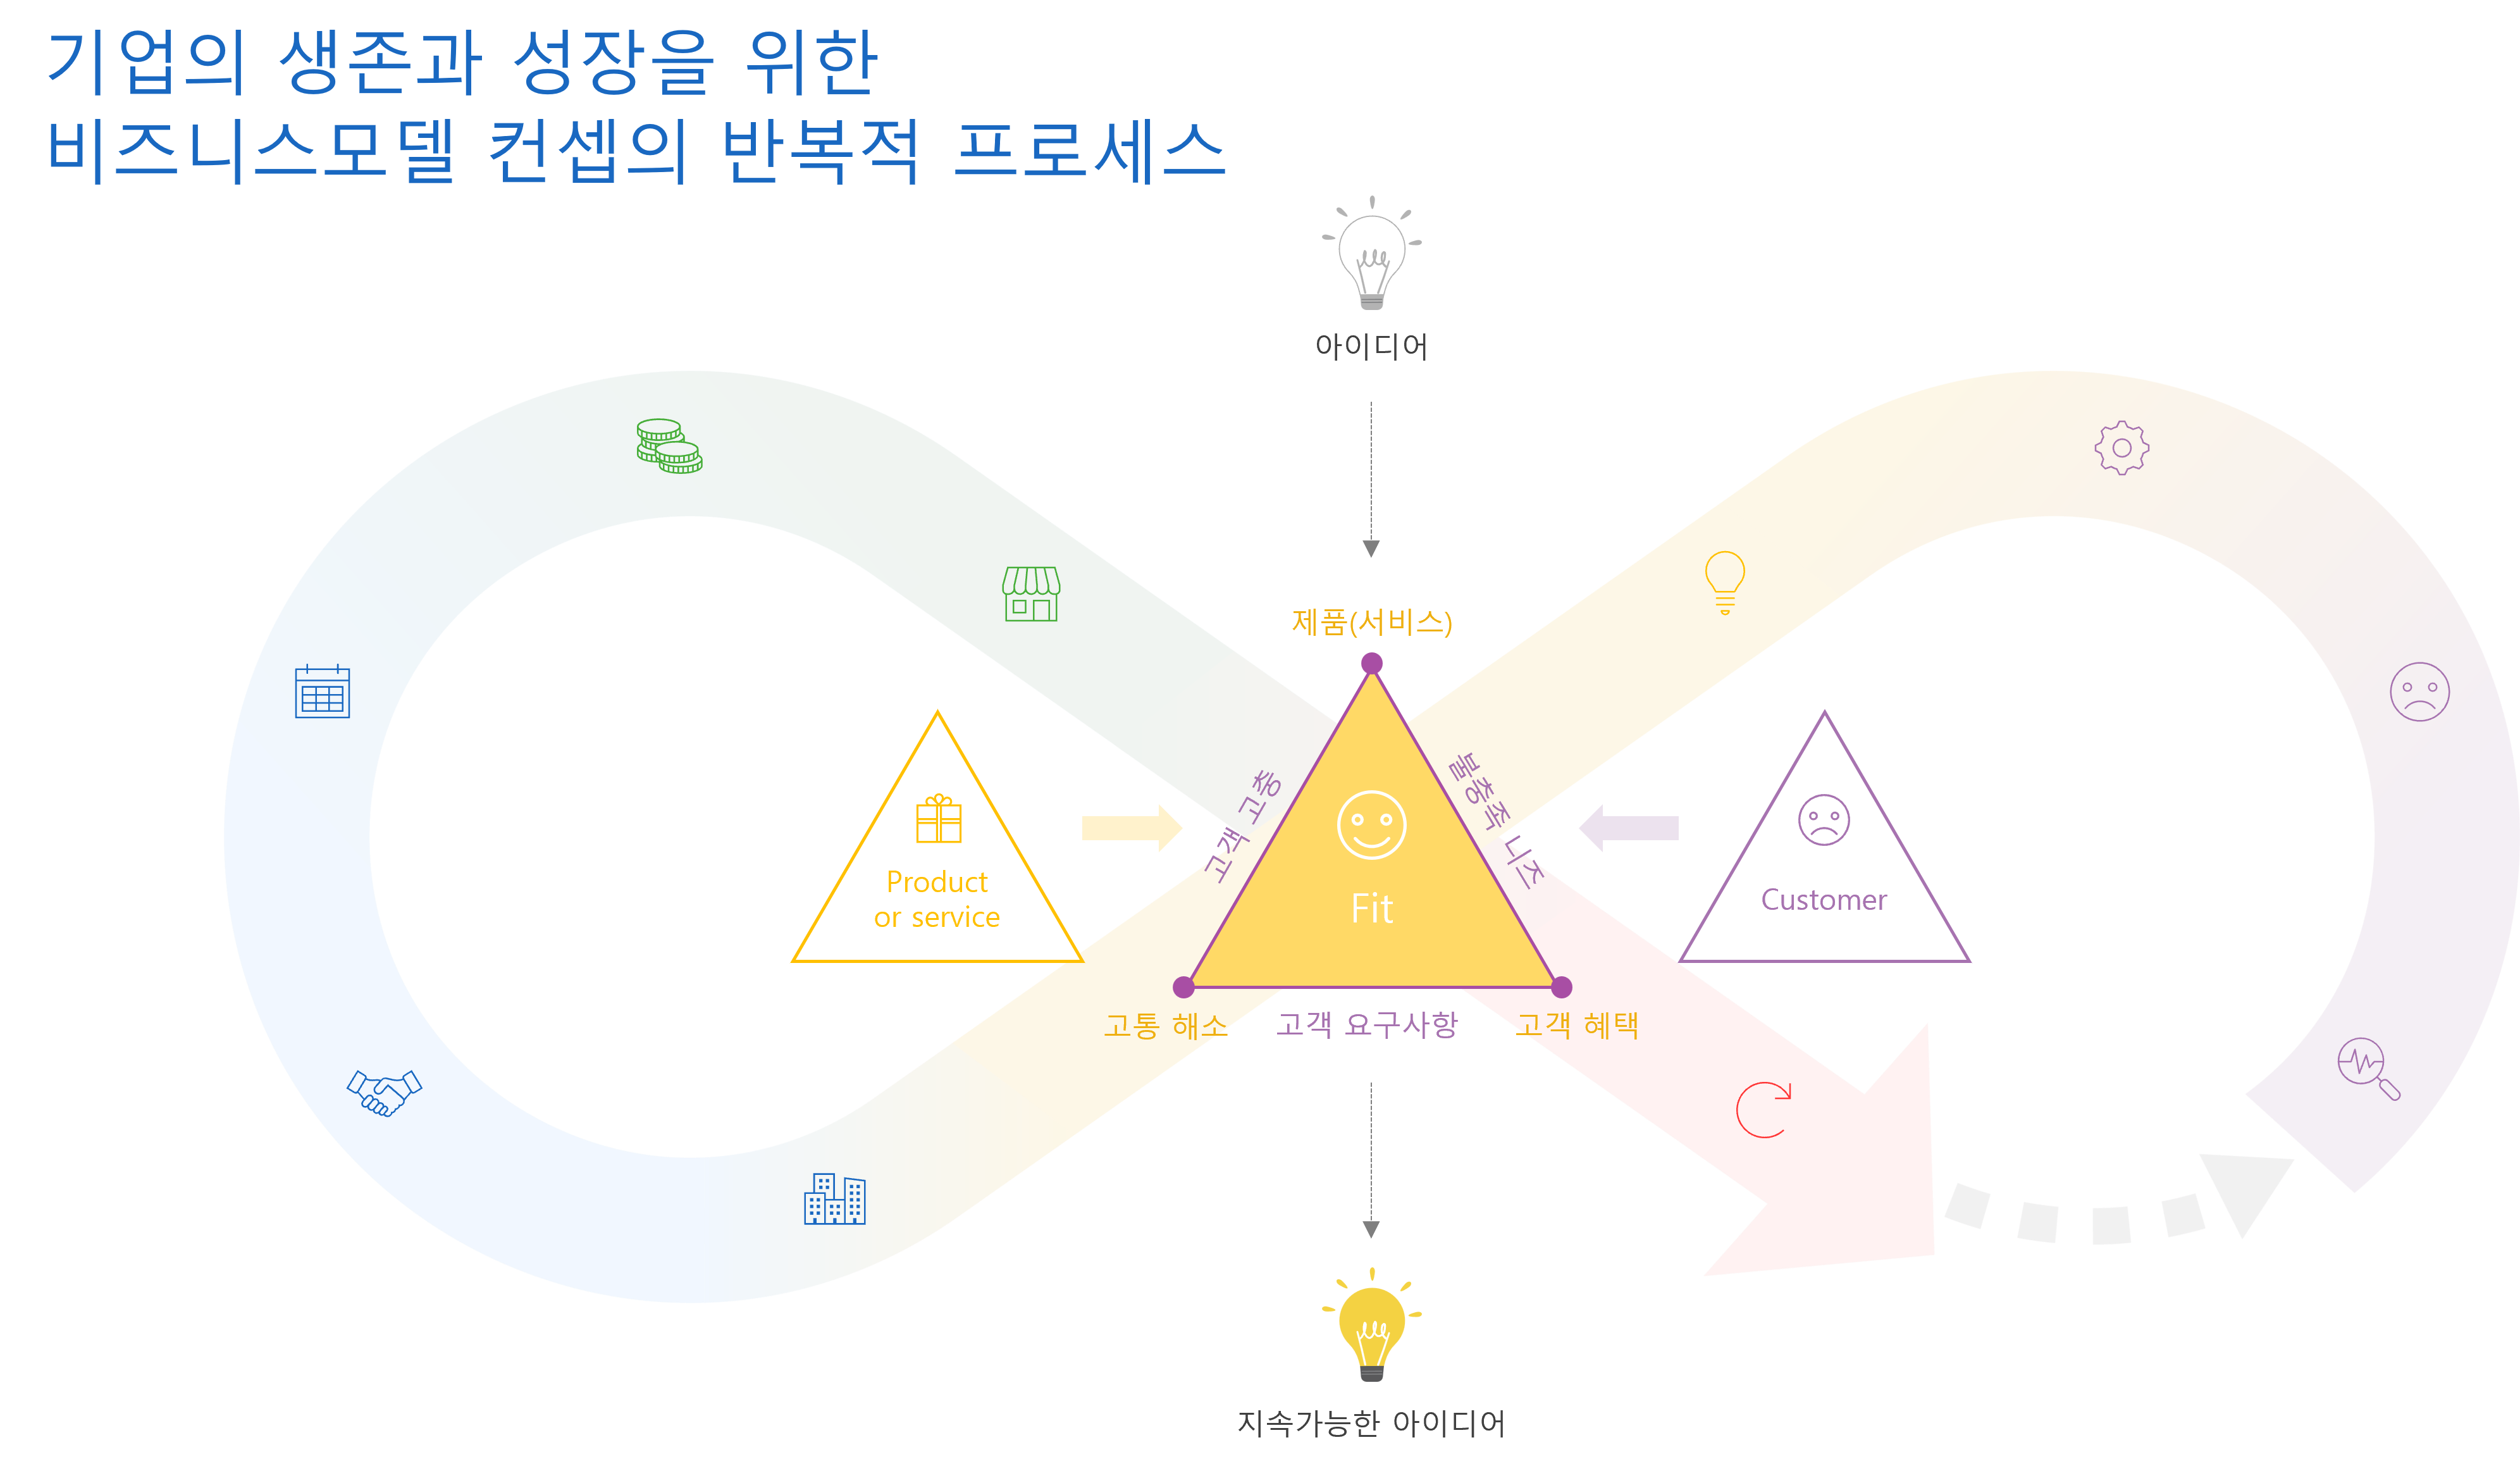 기업의 생존과 성장을 위한
비즈니스모델 컨셉의 반복적 프로세스
아이디어
제품(서비스)
고객 고충
불충족 니즈
Product
or service
Fit
Customer
고통 해소
고객 요구사항
고객 혜택
지속가능한 아이디어